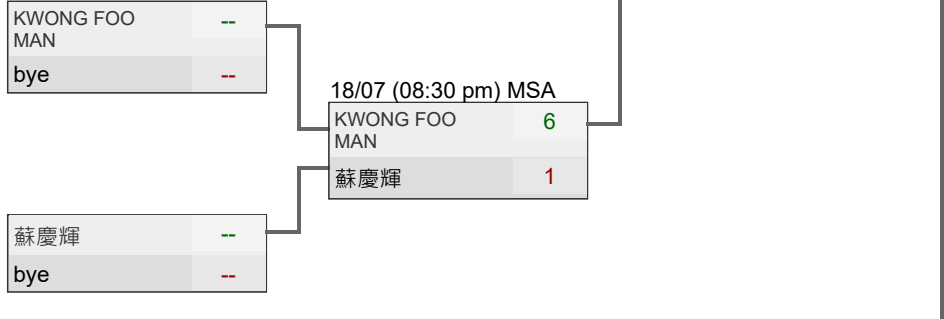 KWONG FOO --
MAN
bye --
18/07 (08:30 pm) MSA
KWONG FOO 6
MAN
蘇慶輝 1
蘇慶輝 --
bye --